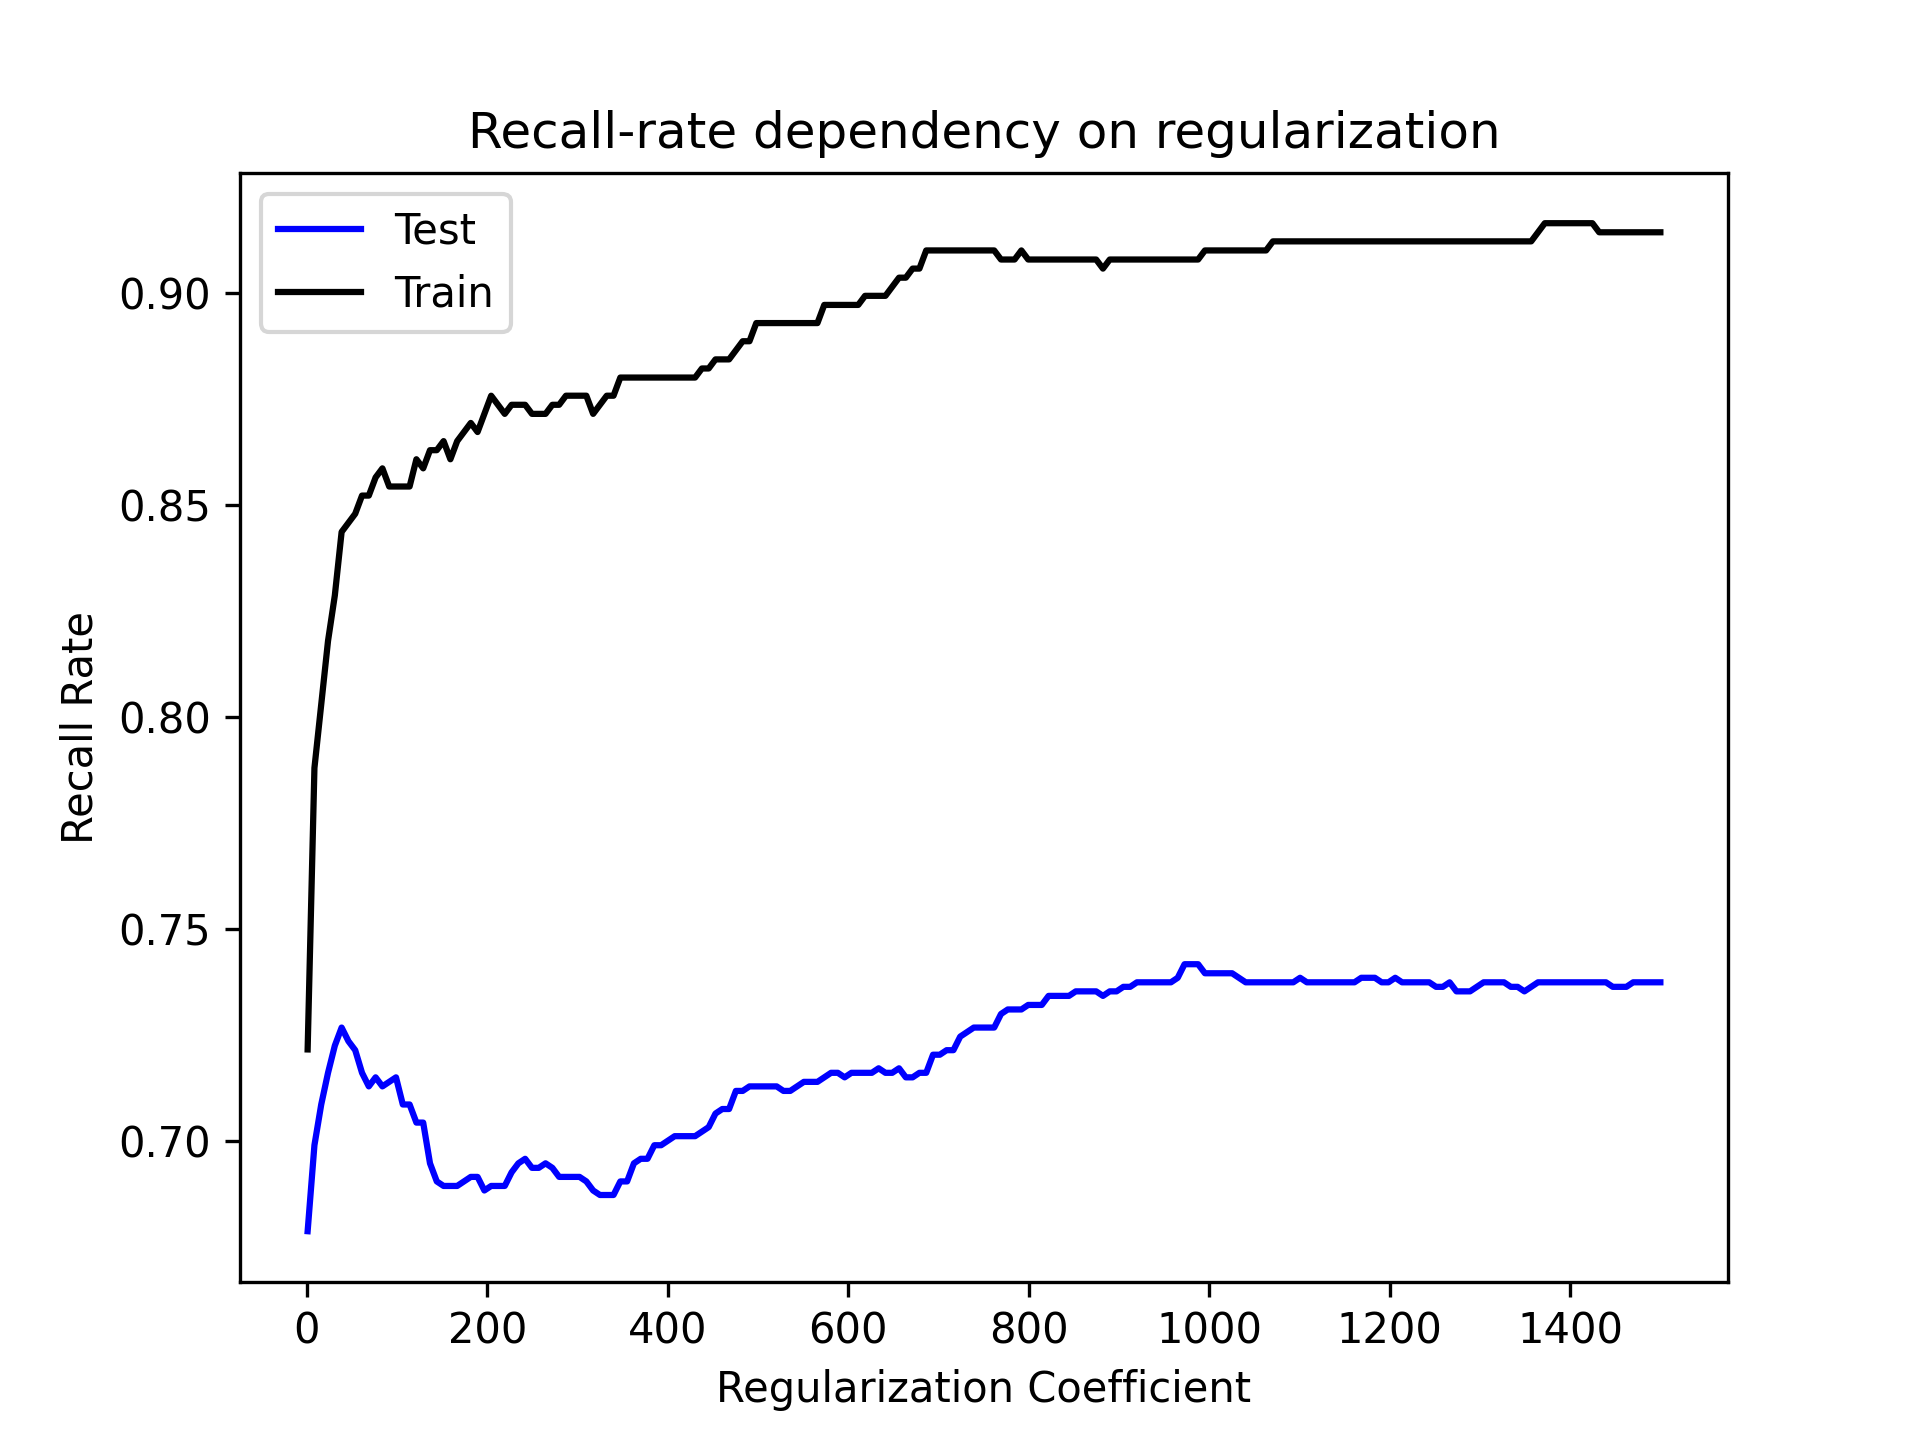 Recall-rate dependency on regularization
Test
Train
0.90
0.85
0.80
0.75
0.70
Recall Rate
0 200 400 600 800 1000 1200 1400
Regularization Coefficient